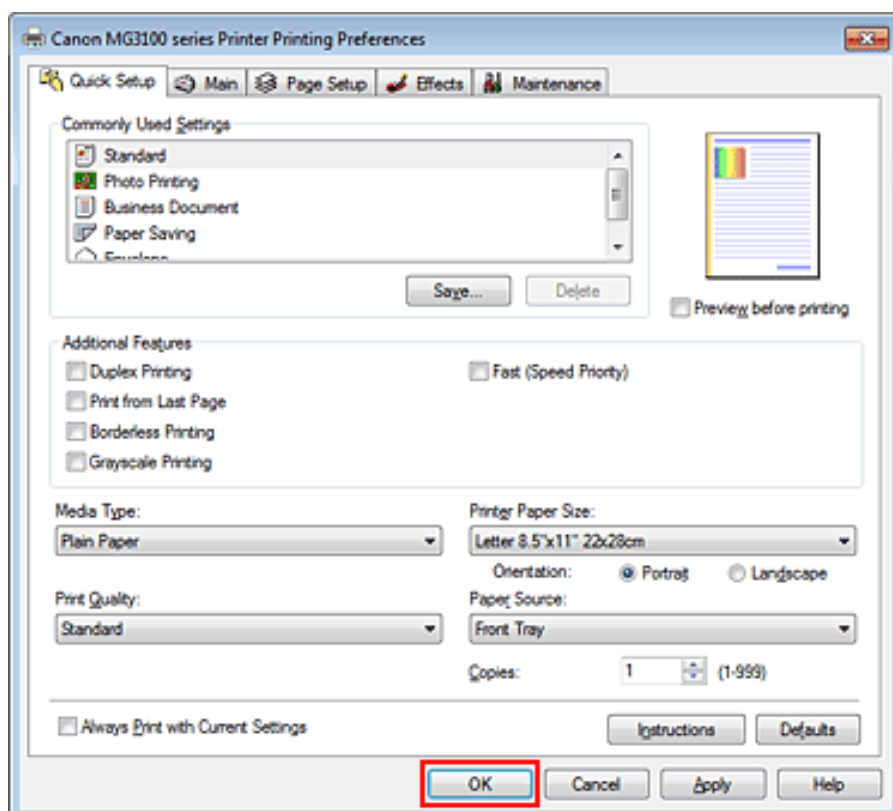 Canon MG3100 series Printer Printing Preferences
Quick Setup Main Page Setup Effects Maintenance
Commonly Used Settings
Standard
Photo Printing
Business Document
Paper Saving
Envelope
Save... Delete
Preview before printing
Additional Features
Duplex Printing Fast (Speed Priority)
Print from Last Page
Borderless Printing
Grayscale Printing
Media Type: Printer Paper Size:
Plain Paper Letter 8.5"x11" 22x28cm
Orientation: Portrait Landscape
Print Quality: Paper Source:
Standard Front Tray
Copies: 1 (1-999)
Always Print with Current Settings Instructions Defaults
OK Cancel Apply Help